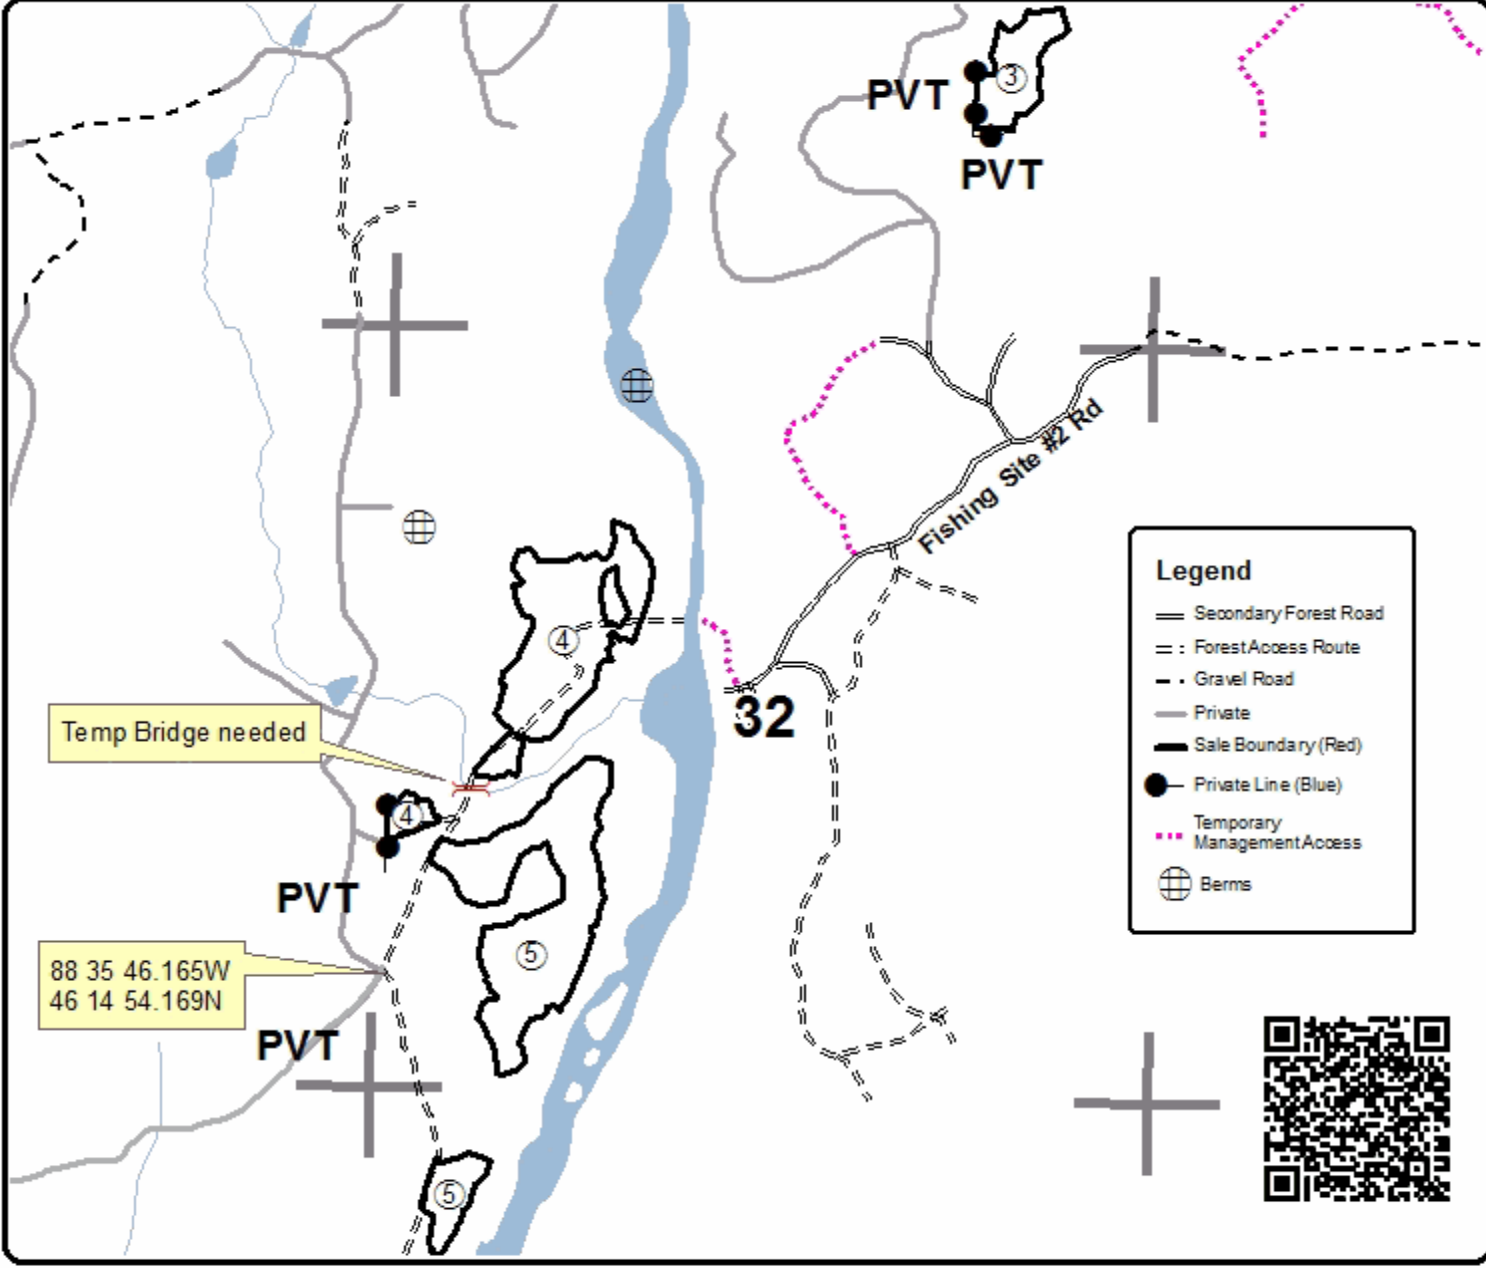 3
PVT
PVT
Fishing Site #2 Rd
4
32
Temp Bridge needed
4
PVT
5
88 35 46.165W
46 14 54.169N
PVT
5
Legend
Secondary Forest Road
Forest Access Route
Gravel Road
Private
Sale Boundary (Red)
Private Line (Blue)
Temporary
Management Access
Berms